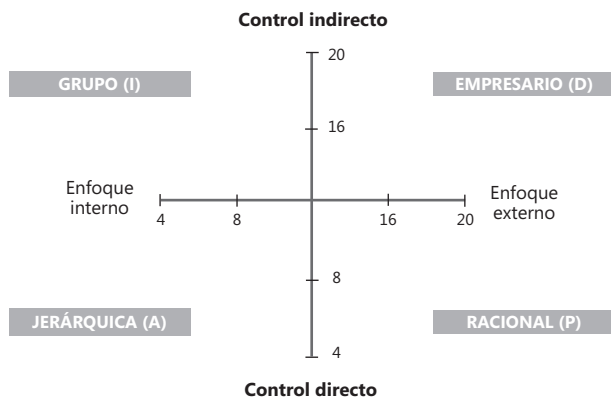 Control indirecto
20
GRUPO (I)
EMPRESARIO (D)
16
Enfoque
interno
Enfoque
externo
4
8
16
20
8
JERÁRQUICA (A)
RACIONAL (P)
4
Control directo